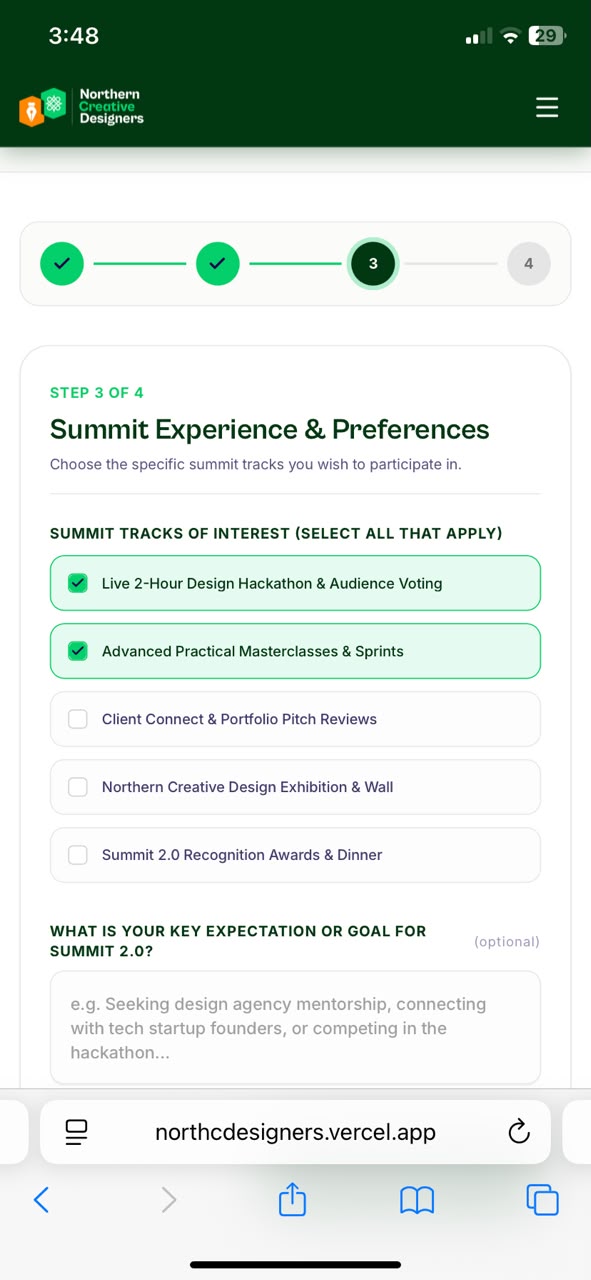 3:48
29
Northern
Creative
Designers
3
4
STEP 3 OF 4
Summit Experience & Preferences
Choose the specific summit tracks you wish to participate in.
SUMMIT TRACKS OF INTEREST (SELECT ALL THAT APPLY)
Live 2-Hour Design Hackathon & Audience Voting
Advanced Practical Masterclasses & Sprints
Client Connect & Portfolio Pitch Reviews
Northern Creative Design Exhibition & Wall
Summit 2.0 Recognition Awards & Dinner
WHAT IS YOUR KEY EXPECTATION OR GOAL FOR
SUMMIT 2.0?
(optional)
e.g. Seeking design agency mentorship, connecting
with tech startup founders, or competing in the
hackathon...
northcdesigners.vercel.app